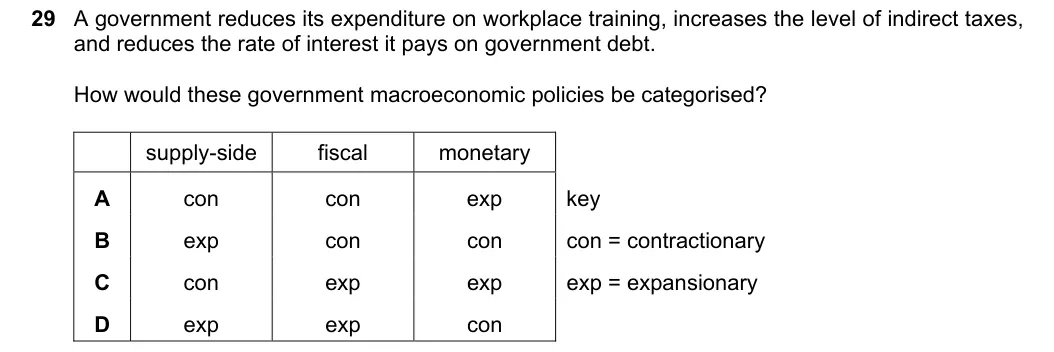 29 A government reduces its expenditure on workplace training, increases the level of indirect taxes,
and reduces the rate of interest it pays on government debt.
How would these government macroeconomic policies be categorised?
supply-side fiscal monetary
A con con exp key
B exp con con con = contractionary
C con exp exp exp = expansionary
D exp exp con